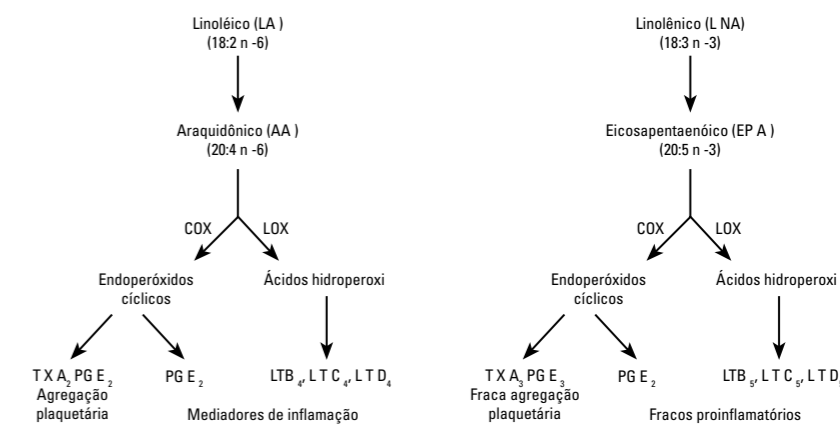 Linoléico (LA )
(18:2 n -6)
Araquidônico (AA )
(20:4 n -6)
COX
LOX
Endoperóxidos
cíclicos
Ácidos hidroperoxi
T X A2 PG E2
Agregação
plaquetária
PG E2
LTB4, L T C4, L T D4
Mediadores de inflamação
Linolênico (L NA)
(18:3 n -3)
Eicosapentaenóico (EP A )
(20:5 n -3)
COX
LOX
Endoperóxidos
cíclicos
Ácidos hidroperoxi
T X A3 PG E3
Fraca agregação
plaquetária
PG E2
LTB5, L T C5, L T D5
Fracos proinflamatórios